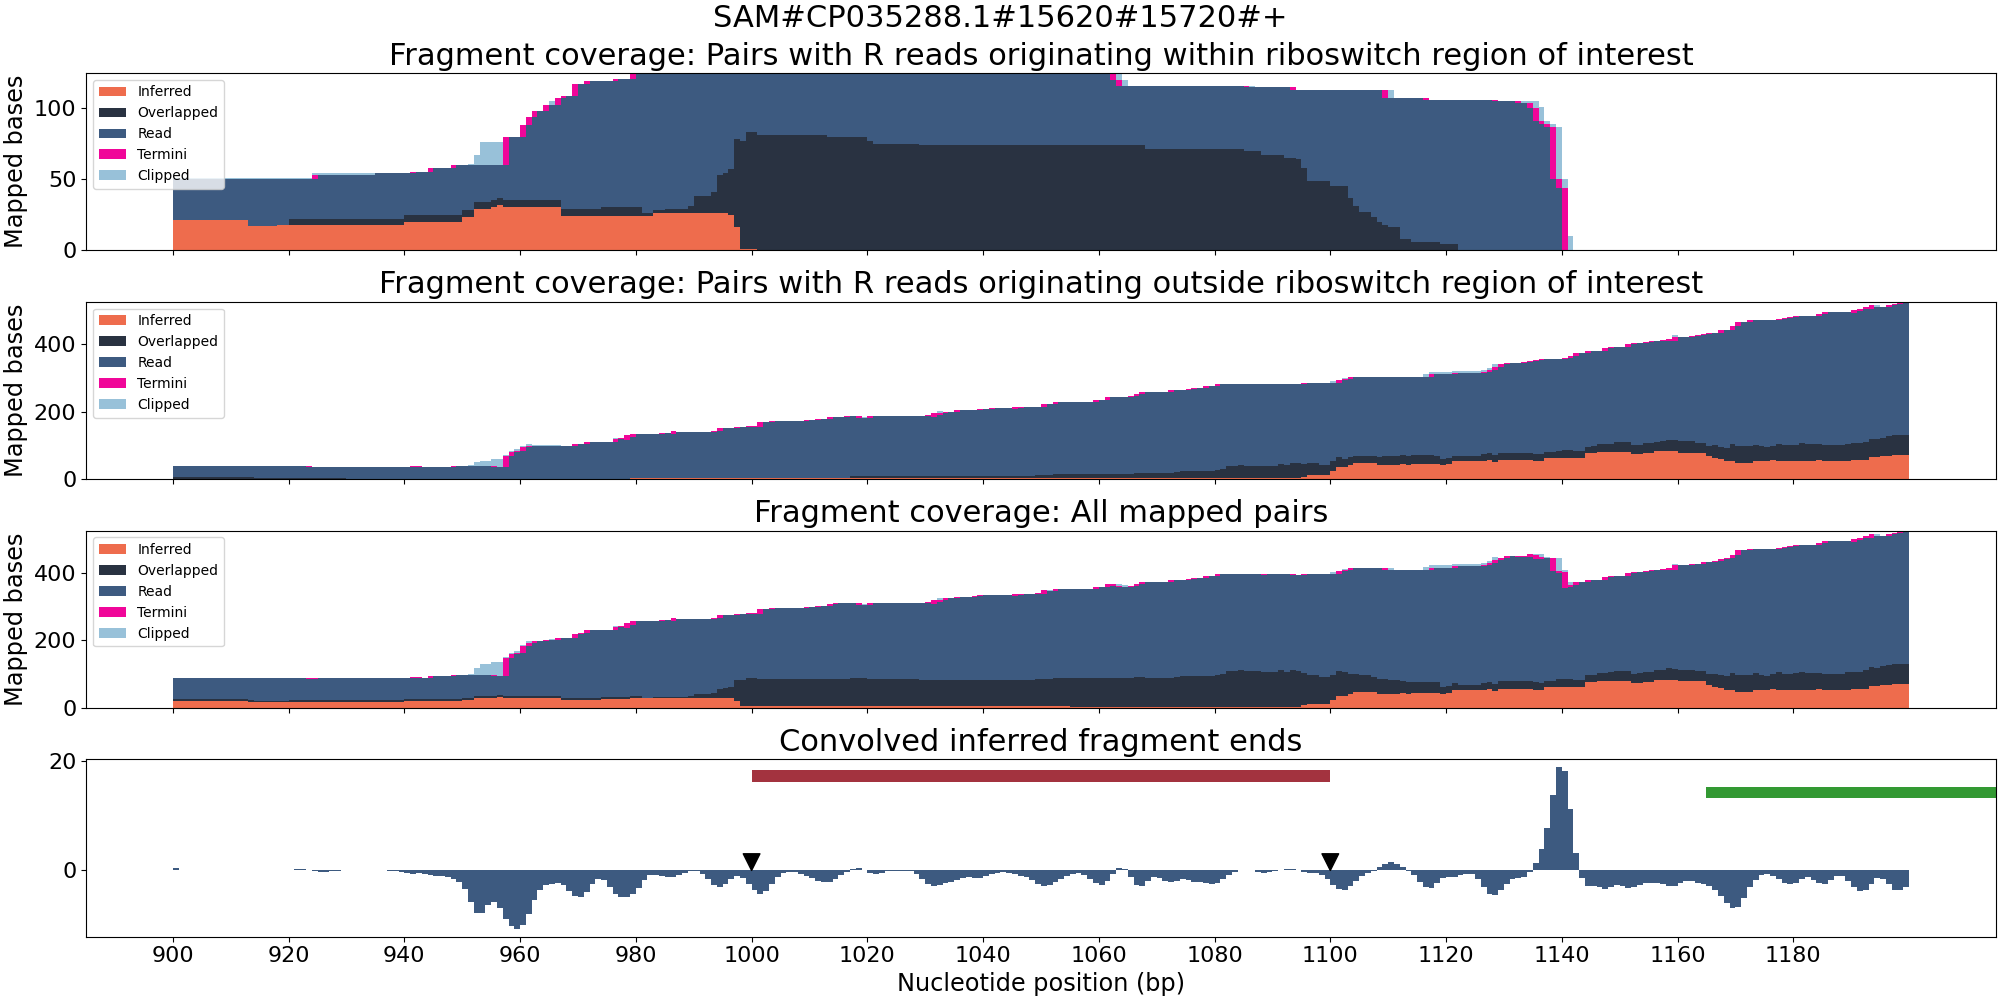 SAM#CP035288.1#15620#15720#+
Fragment coverage: Pairs with R reads originating within riboswitch region of interest
Mapped bases
100
50
0
Inferred
Overlapped
Read
Termini
Clipped
Fragment coverage: Pairs with R reads originating outside riboswitch region of interest
Mapped bases
400
200
0
Inferred
Overlapped
Read
Termini
Clipped
Fragment coverage: All mapped pairs
Mapped bases
400
200
0
Inferred
Overlapped
Read
Termini
Clipped
Convolved inferred fragment ends
20
0
900 920 940 960 980 1000 1020 1040 1060 1080 1100 1120 1140 1160 1180
Nucleotide position (bp)